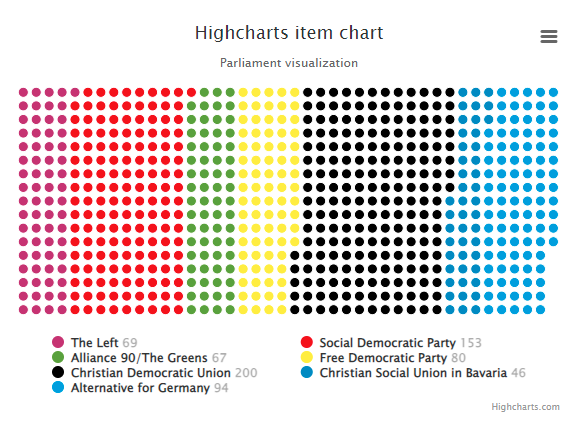 Highcharts item chart
Parliament visualization
The Left 69
Social Democratic Party 153
Alliance 90/The Greens 67
Free Democratic Party 80
Christian Democratic Union 200
Christian Social Union in Bavaria 46
Alternative for Germany 94
Highcharts.com